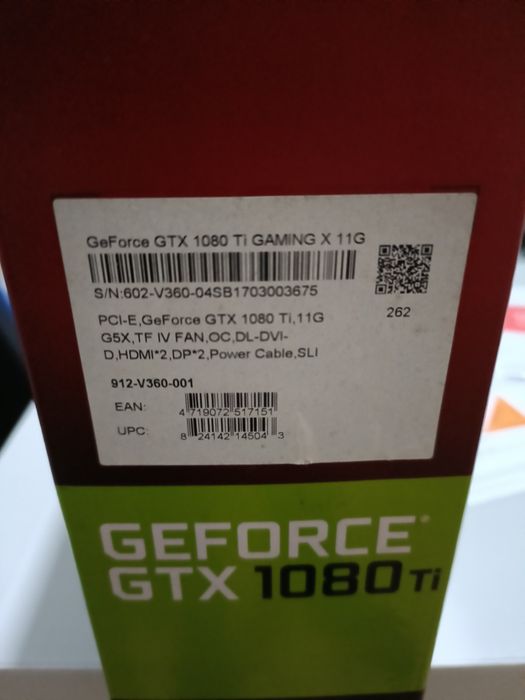 GeForce GTX 1080 Ti GAMING X 11G
S/N:602-V360-04SB1703003675
262
PCI-E,GeForce GTX 1080 Ti,11G
G5X,TF IV FAN,OC,DL-DVI-
D,HDMI*2,DP*2,Power Cable,SLI
912-V360-001
EAN: 4 719072 517151
UPC: 8 24142 14504 3
GEFORCE®
GTX 1080 Ti